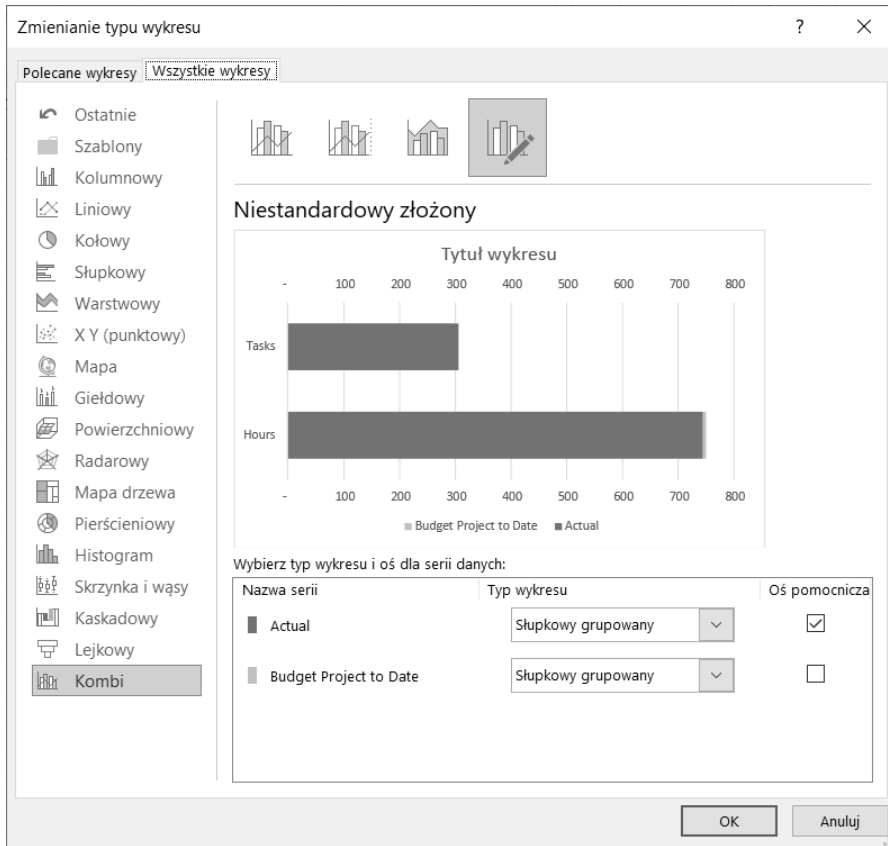 Zmienianie typu wykresu
?
Polecane wykresy
Wszystkie wykresy
Ostatnie
Szablony
Kolumnowy
Liniowy
Kołowy
Słupkowy
Warstwowy
X Y (punktowy)
Mapa
Giełdowy
Powierzchniowy
Radarowy
Mapa drzewa
Pierścieniowy
Histogram
Skrzynka i wąsy
Kaskadowy
Lejkowy
Kombi
Niestandardowy złożony
Tytuł wykresu
- 100 200 300 400 500 600 700 800
Tasks
Hours
- 100 200 300 400 500 600 700 800
Budget Project to Date Actual
Wybierz typ wykresu i oś dla serii danych:
Nazwa serii Typ wykresu Oś pomocnicza
Actual Słupkowy grupowany
Budget Project to Date Słupkowy grupowany
OK Anuluj